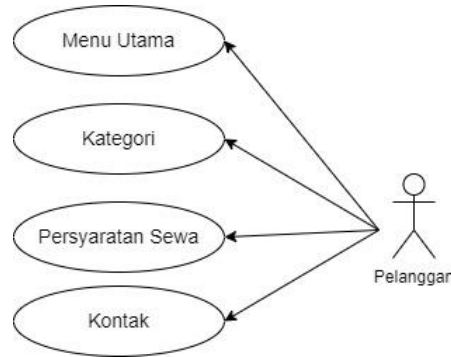 Menu Utama
Kategori
Persyaratan Sewa
Pelanggan
Kontak